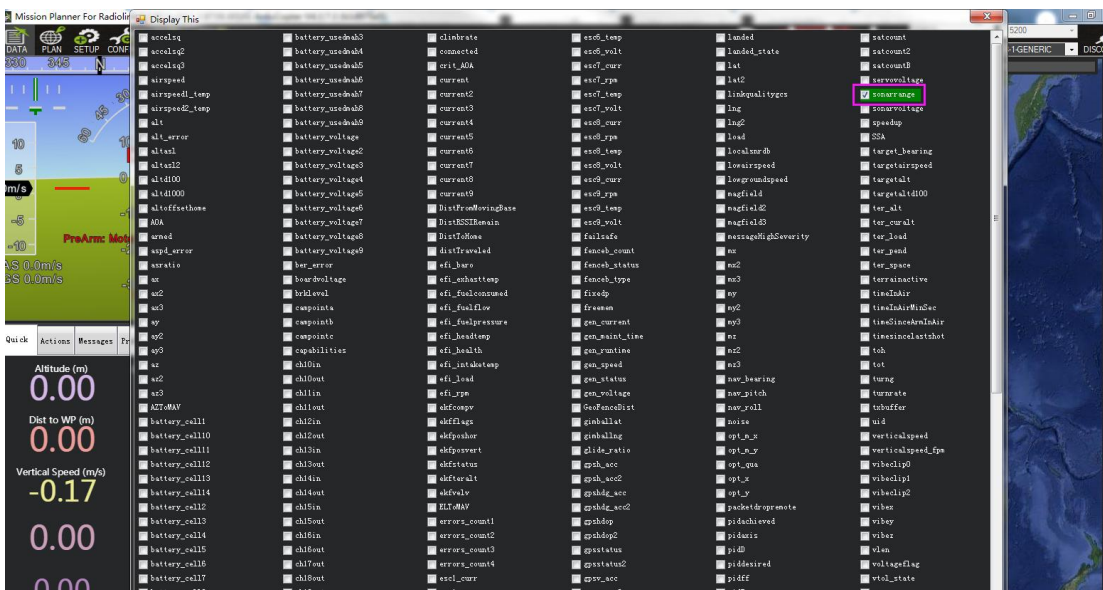 Mission Planner For Radiolin
Display This
DATA PLAN SETUP CONF
5200
-1-GENERIC
DISCO
330 345 N
10
5
0m/s
-5
-10
PreArm: Mot
AS 0.0m/s
GS 0.0m/s
Quick Actions Messages Pr
Altitude (m)
0.00
Dist to WP (m)
0.00
Vertical Speed (m/s)
-0.17
0.00
0.00
accelsq
accelsq2
accelsq3
airspeed
airspeed1_temp
airspeed2_temp
alt
alt_error
altasl
altasl2
altd100
altd1000
altoffsethome
AOA
armed
aspd_error
asratio
ax
ax2
ax3
ay
ay2
ay3
az
az2
az3
AZToMAV
battery_cell1
battery_cell10
battery_cell11
battery_cell12
battery_cell13
battery_cell14
battery_cell2
battery_cell3
battery_cell4
battery_cell5
battery_cell6
battery_cell7
battery_usedmah3
battery_usedmah4
battery_usedmah5
battery_usedmah6
battery_usedmah7
battery_usedmah8
battery_usedmah9
battery_voltage
battery_voltage2
battery_voltage3
battery_voltage4
battery_voltage5
battery_voltage6
battery_voltage7
battery_voltage8
battery_voltage9
ber_error
boardvoltage
brklevel
campointa
campointb
campointc
capabilities
ch10in
ch10out
ch11in
ch11out
ch12in
ch12out
ch13in
ch13out
ch14in
ch14out
ch15in
ch15out
ch16in
ch16out
ch17out
ch18out
climbrate
connected
crit_AOA
current
current2
current3
current4
current5
current6
current7
current8
current9
DistFromMovingBase
DistRSSIRemain
DistToHome
distTraveled
efi_baro
efi_exhasttemp
efi_fuelconsumed
efi_fuelflow
efi_fuelpressure
efi_headtemp
efi_health
efi_intaketemp
efi_load
efi_rpm
ekfcompv
ekfflags
ekfposhor
ekfposvert
ekfstatus
ekfteralt
ekfvelv
ELToMAV
errors_count1
errors_count2
errors_count3
errors_count4
esc1_curr
esc6_temp
esc6_volt
esc7_curr
esc7_rpm
esc7_temp
esc7_volt
esc8_curr
esc8_rpm
esc8_temp
esc8_volt
esc9_curr
esc9_rpm
esc9_temp
esc9_volt
failsafe
fenceb_count
fenceb_status
fenceb_type
fixedp
freemem
gen_current
gen_maint_time
gen_runtime
gen_speed
gen_status
gen_voltage
GeoFenceDist
gimballat
gimballng
glide_ratio
gpsh_acc
gpsh_acc2
gpshdg_acc
gpshdg_acc2
gpshdop
gpshdop2
gpsstatus
gpsstatus2
gpsv_acc
landed
landed_state
lat
lat2
linkqualitygcs
lng
lng2
load
localsnrdb
lowairspeed
lowgroundspeed
magfield
magfield2
magfield3
messageHighSeverity
mx
mx2
mx3
my
my2
my3
mz
mz2
mz3
nav_bearing
nav_pitch
nav_roll
noise
opt_m_x
opt_m_y
opt_qua
opt_x
opt_y
packetdropremote
pidachieved
pidaxis
pidD
piddesired
pidff
satcount
satcount2
satcountB
servovoltage
sonarrange
sonarvoltage
speedup
SSA
target_bearing
targetairspeed
targetalt
targetaltd100
ter_alt
ter_curalt
ter_load
ter_pend
ter_space
terrainactive
timeInAir
timeInAirMinSec
timeSinceArmInAir
timesincelastshot
toh
tot
turng
turnrate
txbuffer
uid
verticalspeed
verticalspeed_fpm
vibeclip0
vibeclip1
vibeclip2
vibex
vibey
vibez
vlen
voltageflag
vtol_state